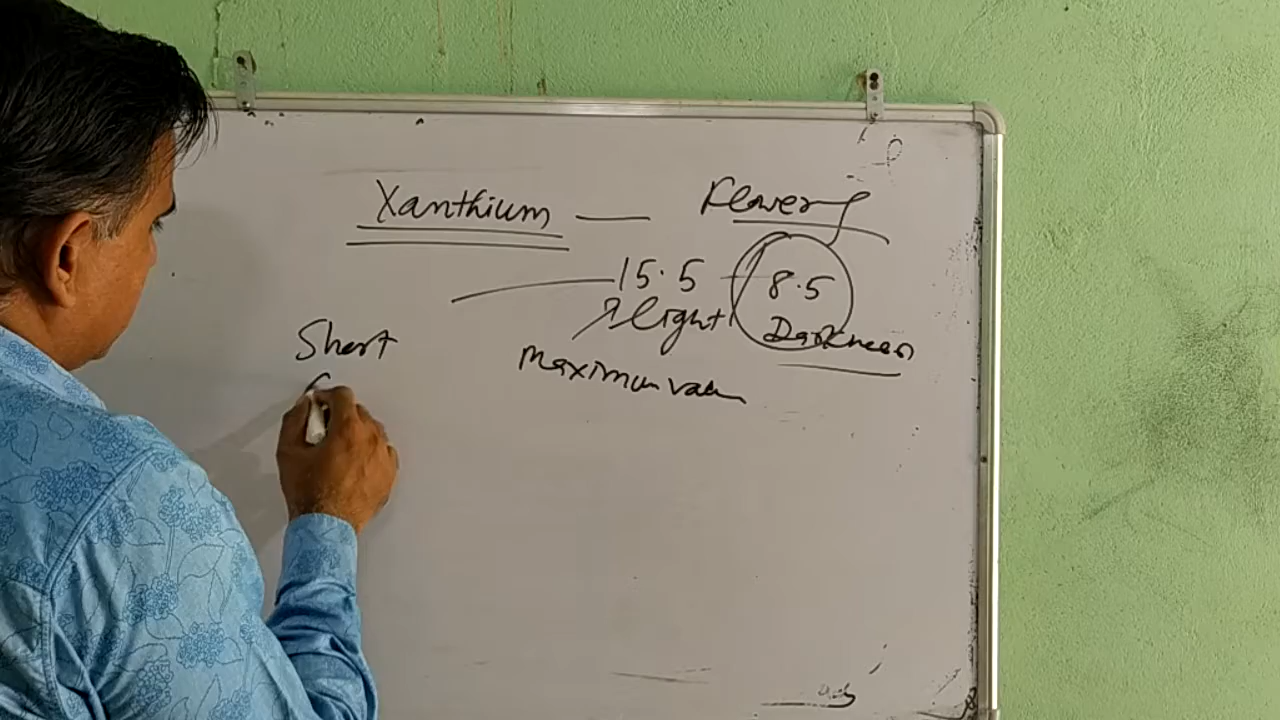 Xanthium — Flowering
15.5 8.5
light Darkness
Short
Maximum value